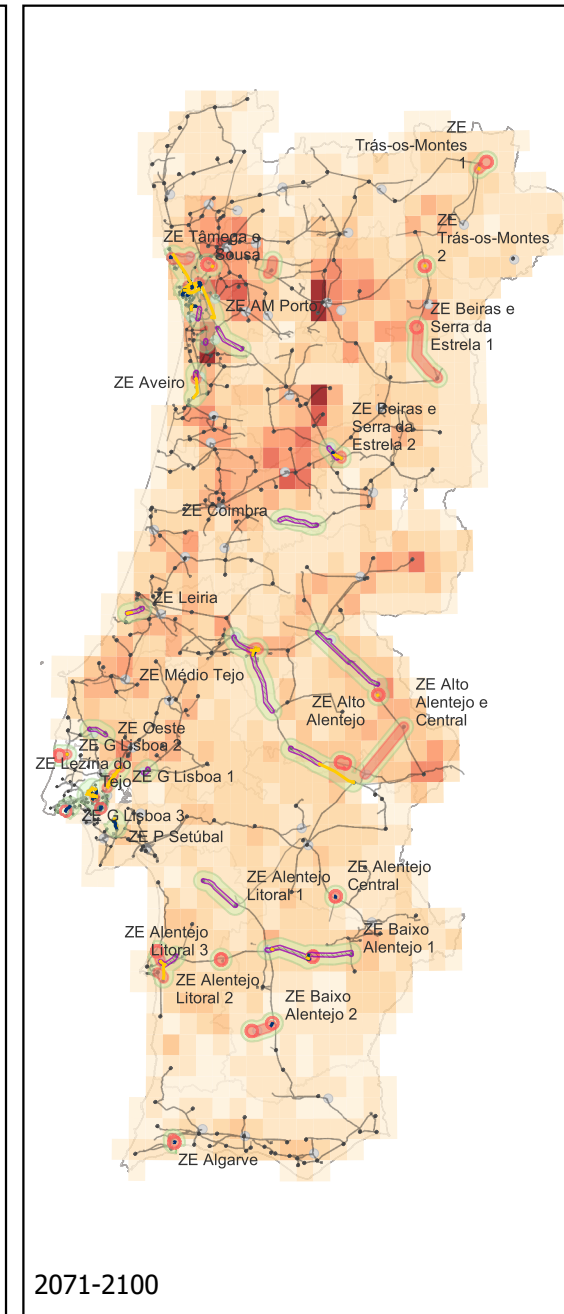 ZE
Trás-os-Montes
1
ZE
Trás-os-Montes
2
ZE Tâmega e
Sousa
ZE AM Porto
ZE Beiras e
Serra da
Estrela 1
ZE Aveiro
ZE Beiras e
Serra da
Estrela 2
ZE Coimbra
ZE Leiria
ZE Médio Tejo
ZE Alto
Alentejo
ZE Alto
Alentejo e
Central
ZE Oeste
ZE G Lisboa 2
ZE Lezíria do
Tejo
ZE G Lisboa 1
ZE G Lisboa 3
ZE P Setúbal
ZE Alentejo
Litoral 1
ZE Alentejo
Central
ZE Alentejo
Litoral 3
ZE Baixo
Alentejo 1
ZE Alentejo
Litoral 2
ZE Baixo
Alentejo 2
ZE Algarve
2071-2100